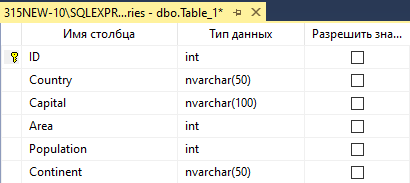 315NEW-10\SQLEXPR...ries - dbo.Table_1*
Имя столбца Тип данных Разрешить зна...
ID int
Country nvarchar(50)
Capital nvarchar(100)
Area int
Population int
Continent nvarchar(50)